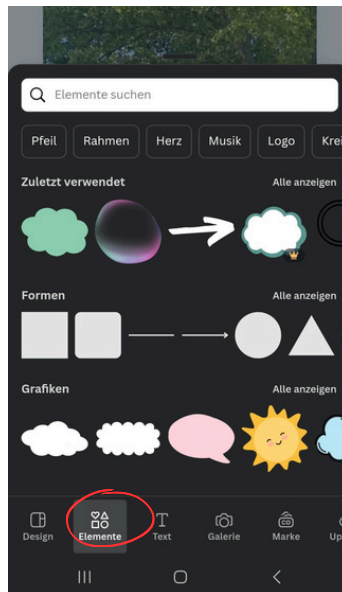 Elemente suchen
Pfeil Rahmen Herz Musik Logo
Zuletzt verwendet Alle anzeigen
Formen Alle anzeigen
Grafiken Alle anzeigen
Design Elemente Text Galerie Marke